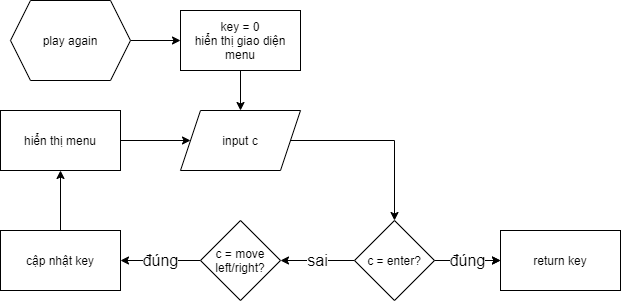 play again
key = 0
hiển thị giao diện
menu
hiển thị menu
input c
cập nhật key
đúng
c = move
left/right?
sai
c = enter?
đúng
return key